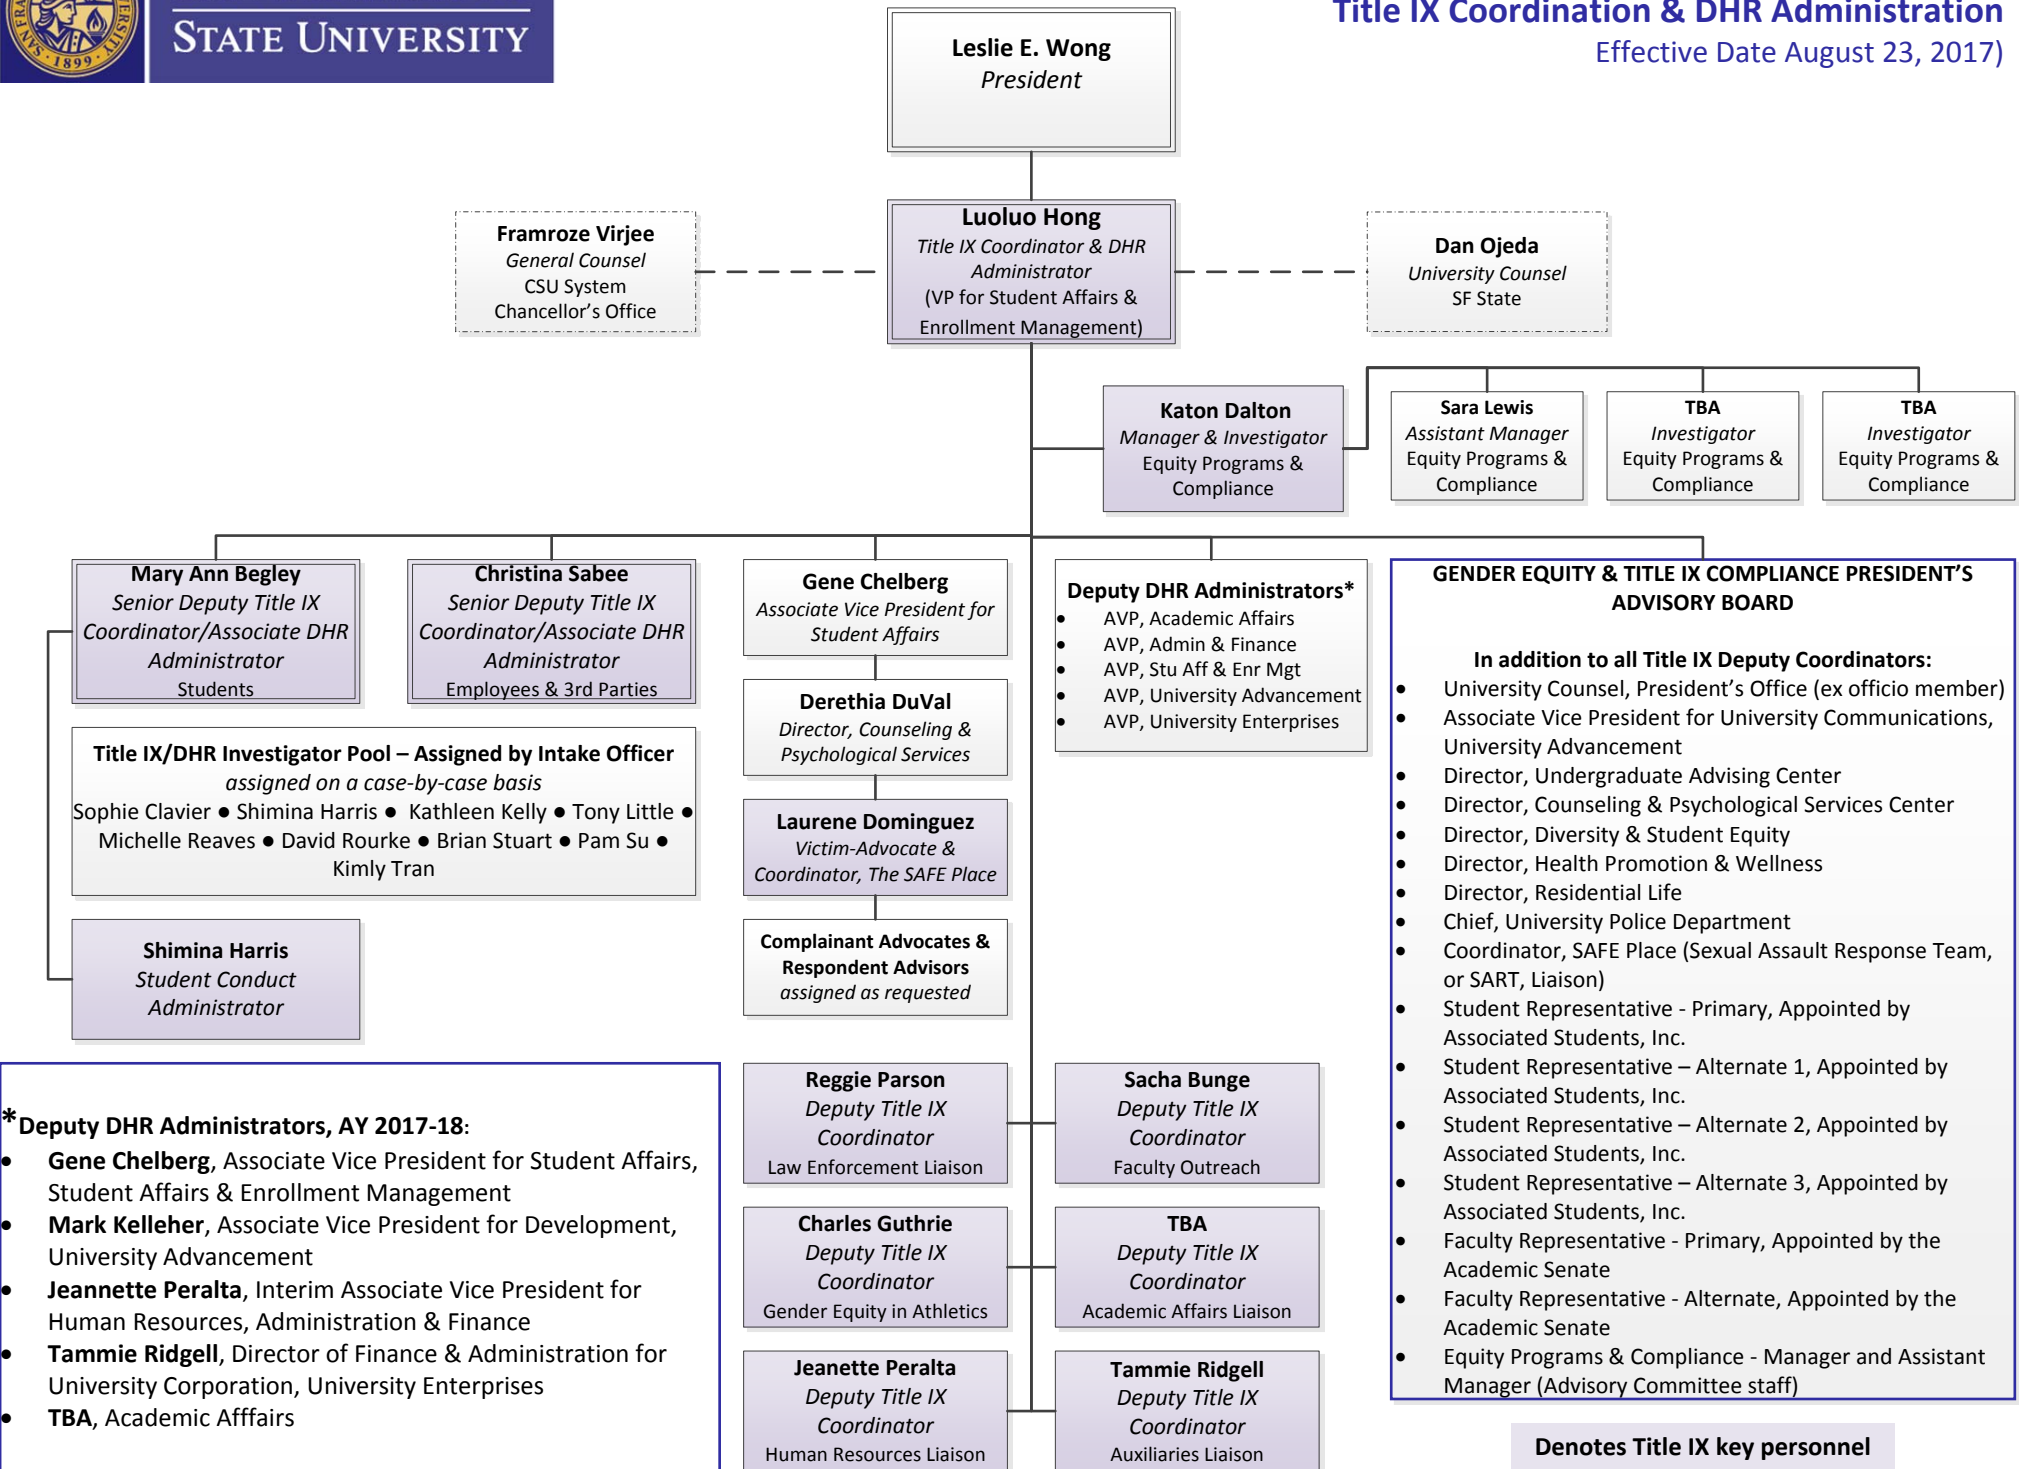 STATE UNIVERSITY
1899
Title IX Coordination & DHR Administration
Effective Date August 23, 2017)
Leslie E. Wong
President
Framroze Virjee
General Counsel
CSU System
Chancellor’s Office
Luoluo Hong
Title IX Coordinator & DHR
Administrator
(VP for Student Affairs &
Enrollment Management)
Dan Ojeda
University Counsel
SF State
Katon Dalton
Manager & Investigator
Equity Programs &
Compliance
Sara Lewis
Assistant Manager
Equity Programs &
Compliance
TBA
Investigator
Equity Programs &
Compliance
TBA
Investigator
Equity Programs &
Compliance
Mary Ann Begley
Senior Deputy Title IX
Coordinator/Associate DHR
Administrator
Students
Christina Sabee
Senior Deputy Title IX
Coordinator/Associate DHR
Administrator
Employees & 3rd Parties
Title IX/DHR Investigator Pool – Assigned by Intake Officer
assigned on a case-by-case basis
Sophie Clavier ● Shimina Harris ● Kathleen Kelly ● Tony Little ●
Michelle Reaves ● David Rourke ● Brian Stuart ● Pam Su ●
Kimly Tran
Shimina Harris
Student Conduct
Administrator
Gene Chelberg
Associate Vice President for
Student Affairs
Derethia DuVal
Director, Counseling &
Psychological Services
Laurene Dominguez
Victim-Advocate &
Coordinator, The SAFE Place
Complainant Advocates &
Respondent Advisors
assigned as requested
Deputy DHR Administrators*
• AVP, Academic Affairs
• AVP, Admin & Finance
• AVP, Stu Aff & Enr Mgt
• AVP, University Advancement
• AVP, University Enterprises
GENDER EQUITY & TITLE IX COMPLIANCE PRESIDENT’S
ADVISORY BOARD
In addition to all Title IX Deputy Coordinators:
• University Counsel, President’s Office (ex officio member)
• Associate Vice President for University Communications,
University Advancement
• Director, Undergraduate Advising Center
• Director, Counseling & Psychological Services Center
• Director, Diversity & Student Equity
• Director, Health Promotion & Wellness
• Director, Residential Life
• Chief, University Police Department
• Coordinator, SAFE Place (Sexual Assault Response Team,
or SART, Liaison)
• Student Representative - Primary, Appointed by
Associated Students, Inc.
• Student Representative – Alternate 1, Appointed by
Associated Students, Inc.
• Student Representative – Alternate 2, Appointed by
Associated Students, Inc.
• Student Representative – Alternate 3, Appointed by
Associated Students, Inc.
• Faculty Representative - Primary, Appointed by the
Academic Senate
• Faculty Representative - Alternate, Appointed by the
Academic Senate
• Equity Programs & Compliance - Manager and Assistant
Manager (Advisory Committee staff)
*Deputy DHR Administrators, AY 2017-18:
• Gene Chelberg, Associate Vice President for Student Affairs,
Student Affairs & Enrollment Management
• Mark Kelleher, Associate Vice President for Development,
University Advancement
• Jeannette Peralta, Interim Associate Vice President for
Human Resources, Administration & Finance
• Tammie Ridgell, Director of Finance & Administration for
University Corporation, University Enterprises
• TBA, Academic Afffairs
Reggie Parson
Deputy Title IX
Coordinator
Law Enforcement Liaison
Sacha Bunge
Deputy Title IX
Coordinator
Faculty Outreach
Charles Guthrie
Deputy Title IX
Coordinator
Gender Equity in Athletics
TBA
Deputy Title IX
Coordinator
Academic Affairs Liaison
Jeanette Peralta
Deputy Title IX
Coordinator
Human Resources Liaison
Tammie Ridgell
Deputy Title IX
Coordinator
Auxiliaries Liaison
Denotes Title IX key personnel